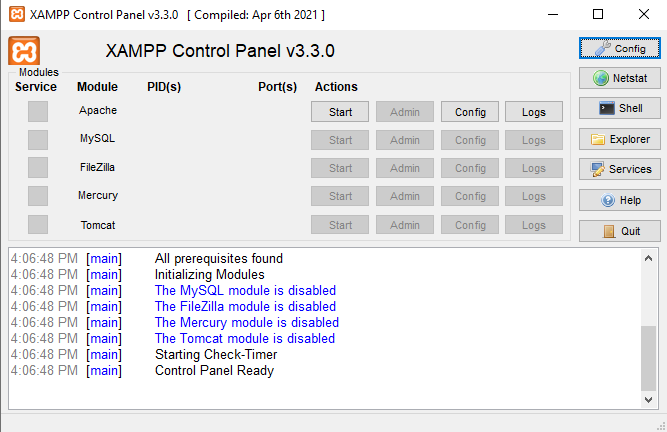 XAMPP Control Panel v3.3.0 [ Compiled: Apr 6th 2021 ]
XAMPP Control Panel v3.3.0
Config
Modules
Service Module PID(s) Port(s) Actions
Netstat
Apache Start Admin Config Logs
Shell
MySQL Start Admin Config Logs
Explorer
FileZilla Start Admin Config Logs
Services
Mercury Start Admin Config Logs
Help
Tomcat Start Admin Config Logs
Quit
4:06:48 PM [main] All prerequisites found
4:06:48 PM [main] Initializing Modules
4:06:48 PM [main] The MySQL module is disabled
4:06:48 PM [main] The FileZilla module is disabled
4:06:48 PM [main] The Mercury module is disabled
4:06:48 PM [main] The Tomcat module is disabled
4:06:48 PM [main] Starting Check-Timer
4:06:48 PM [main] Control Panel Ready